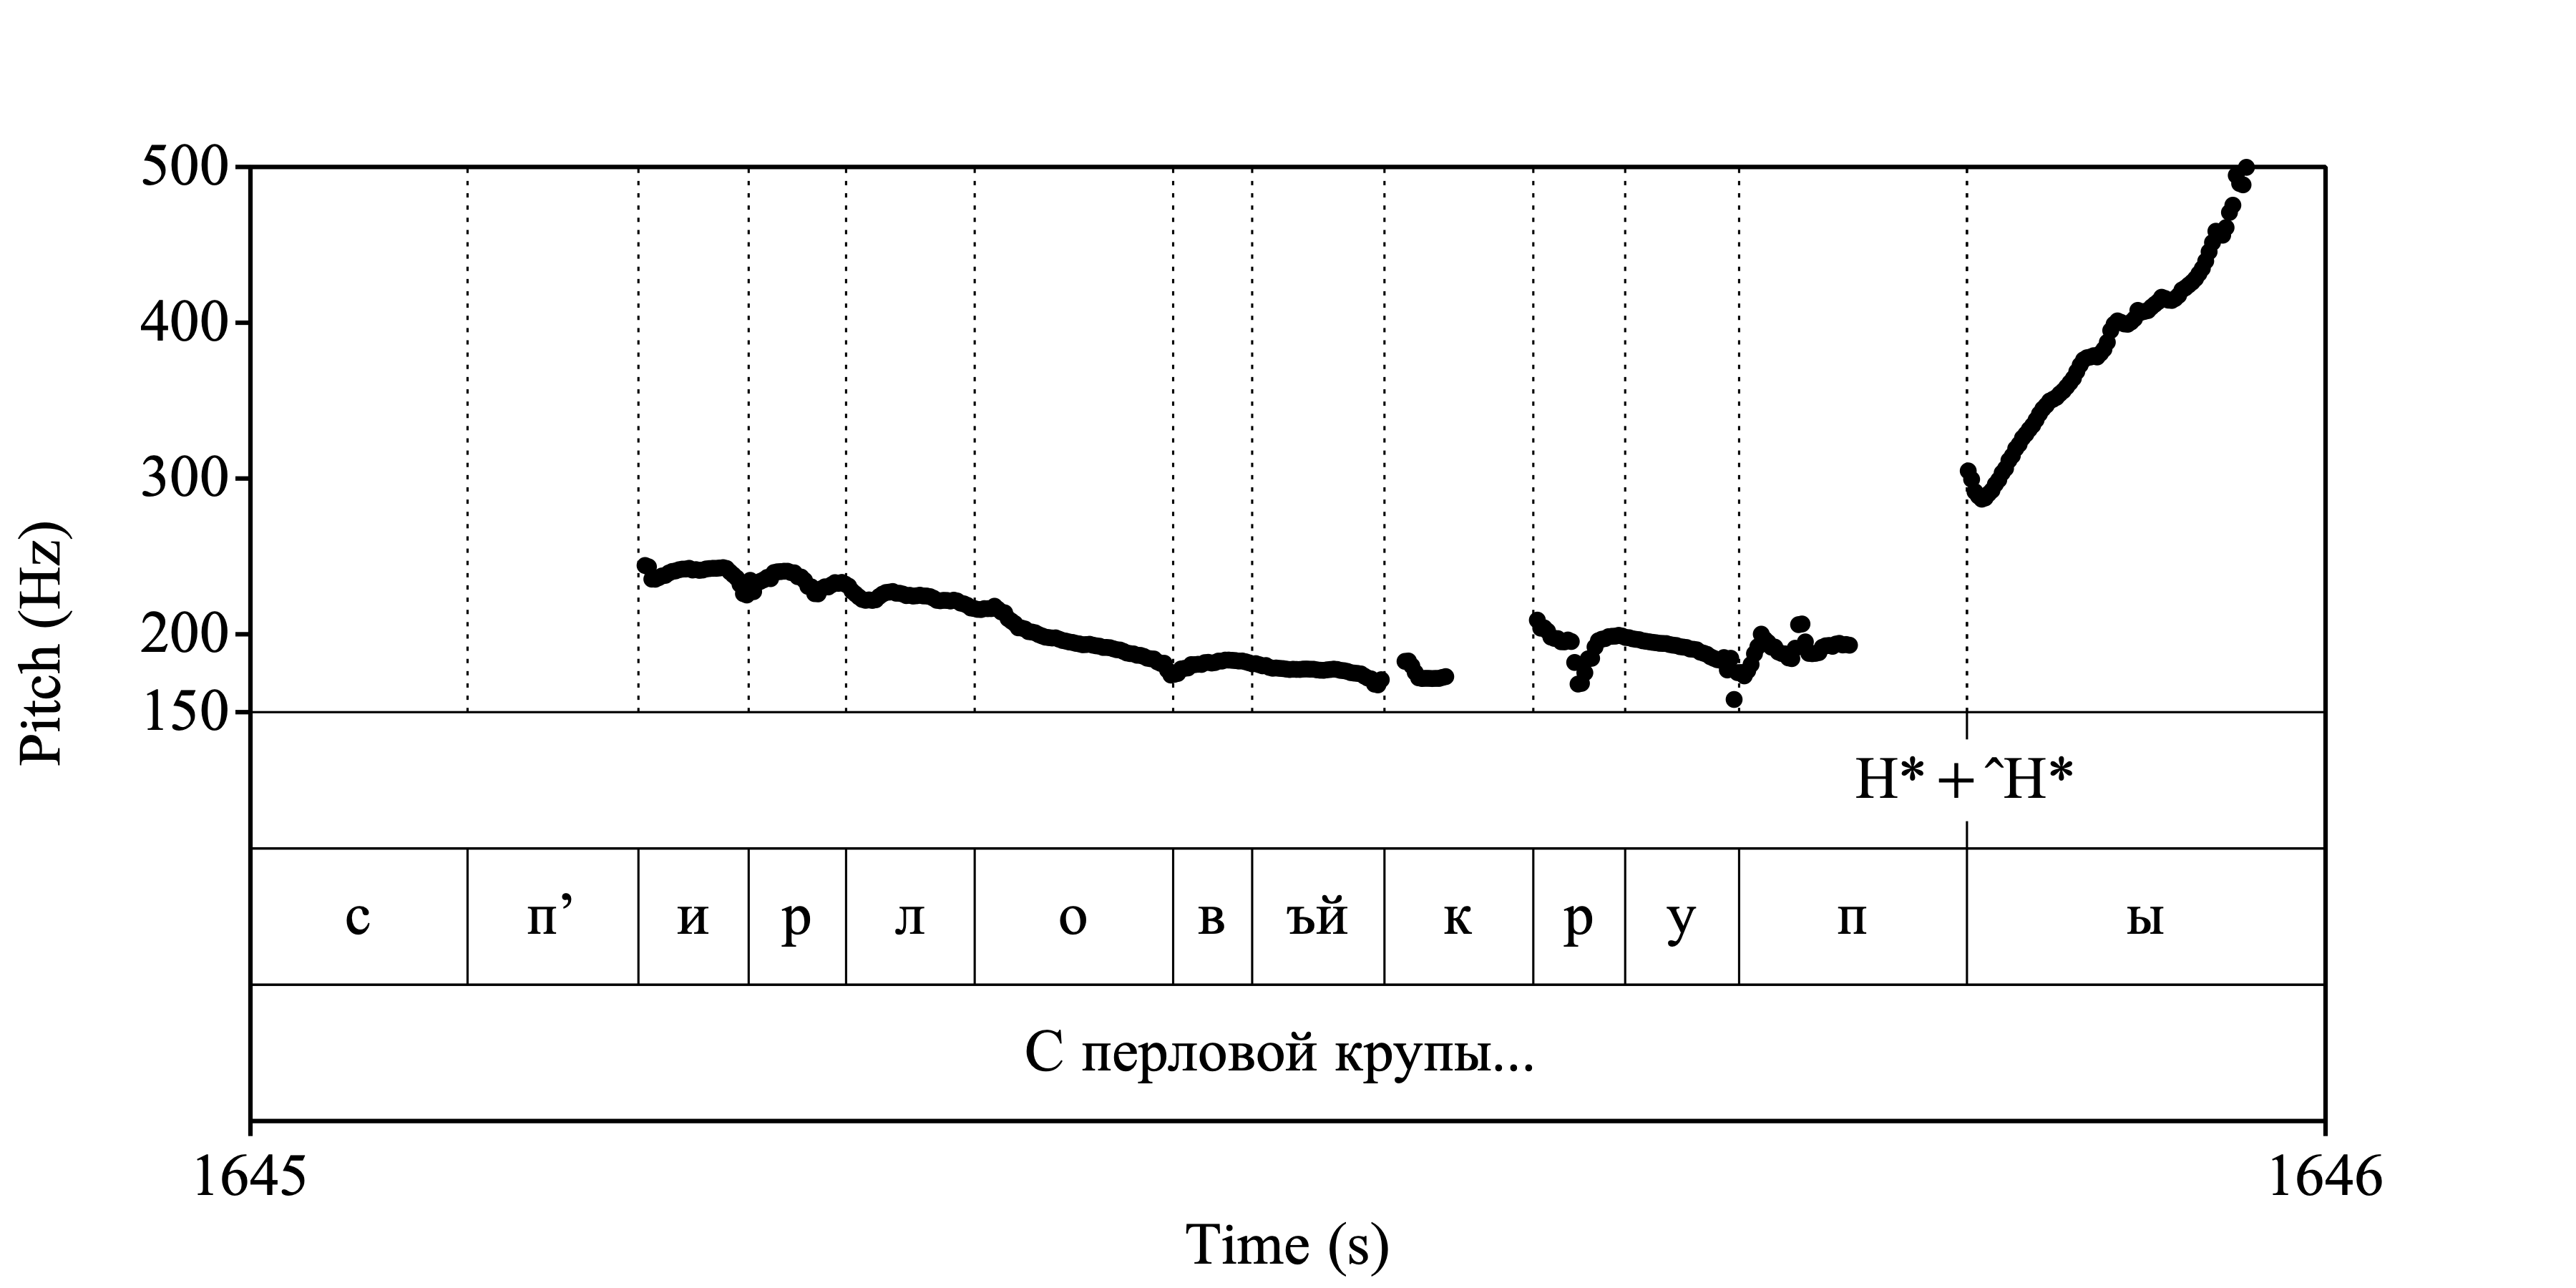 500
400
300
200
150
Pitch (Hz)
H* + ˆH*
с п’ и р л о в ъй к р у п ы
С перловой крупы...
1645 1646
Time (s)